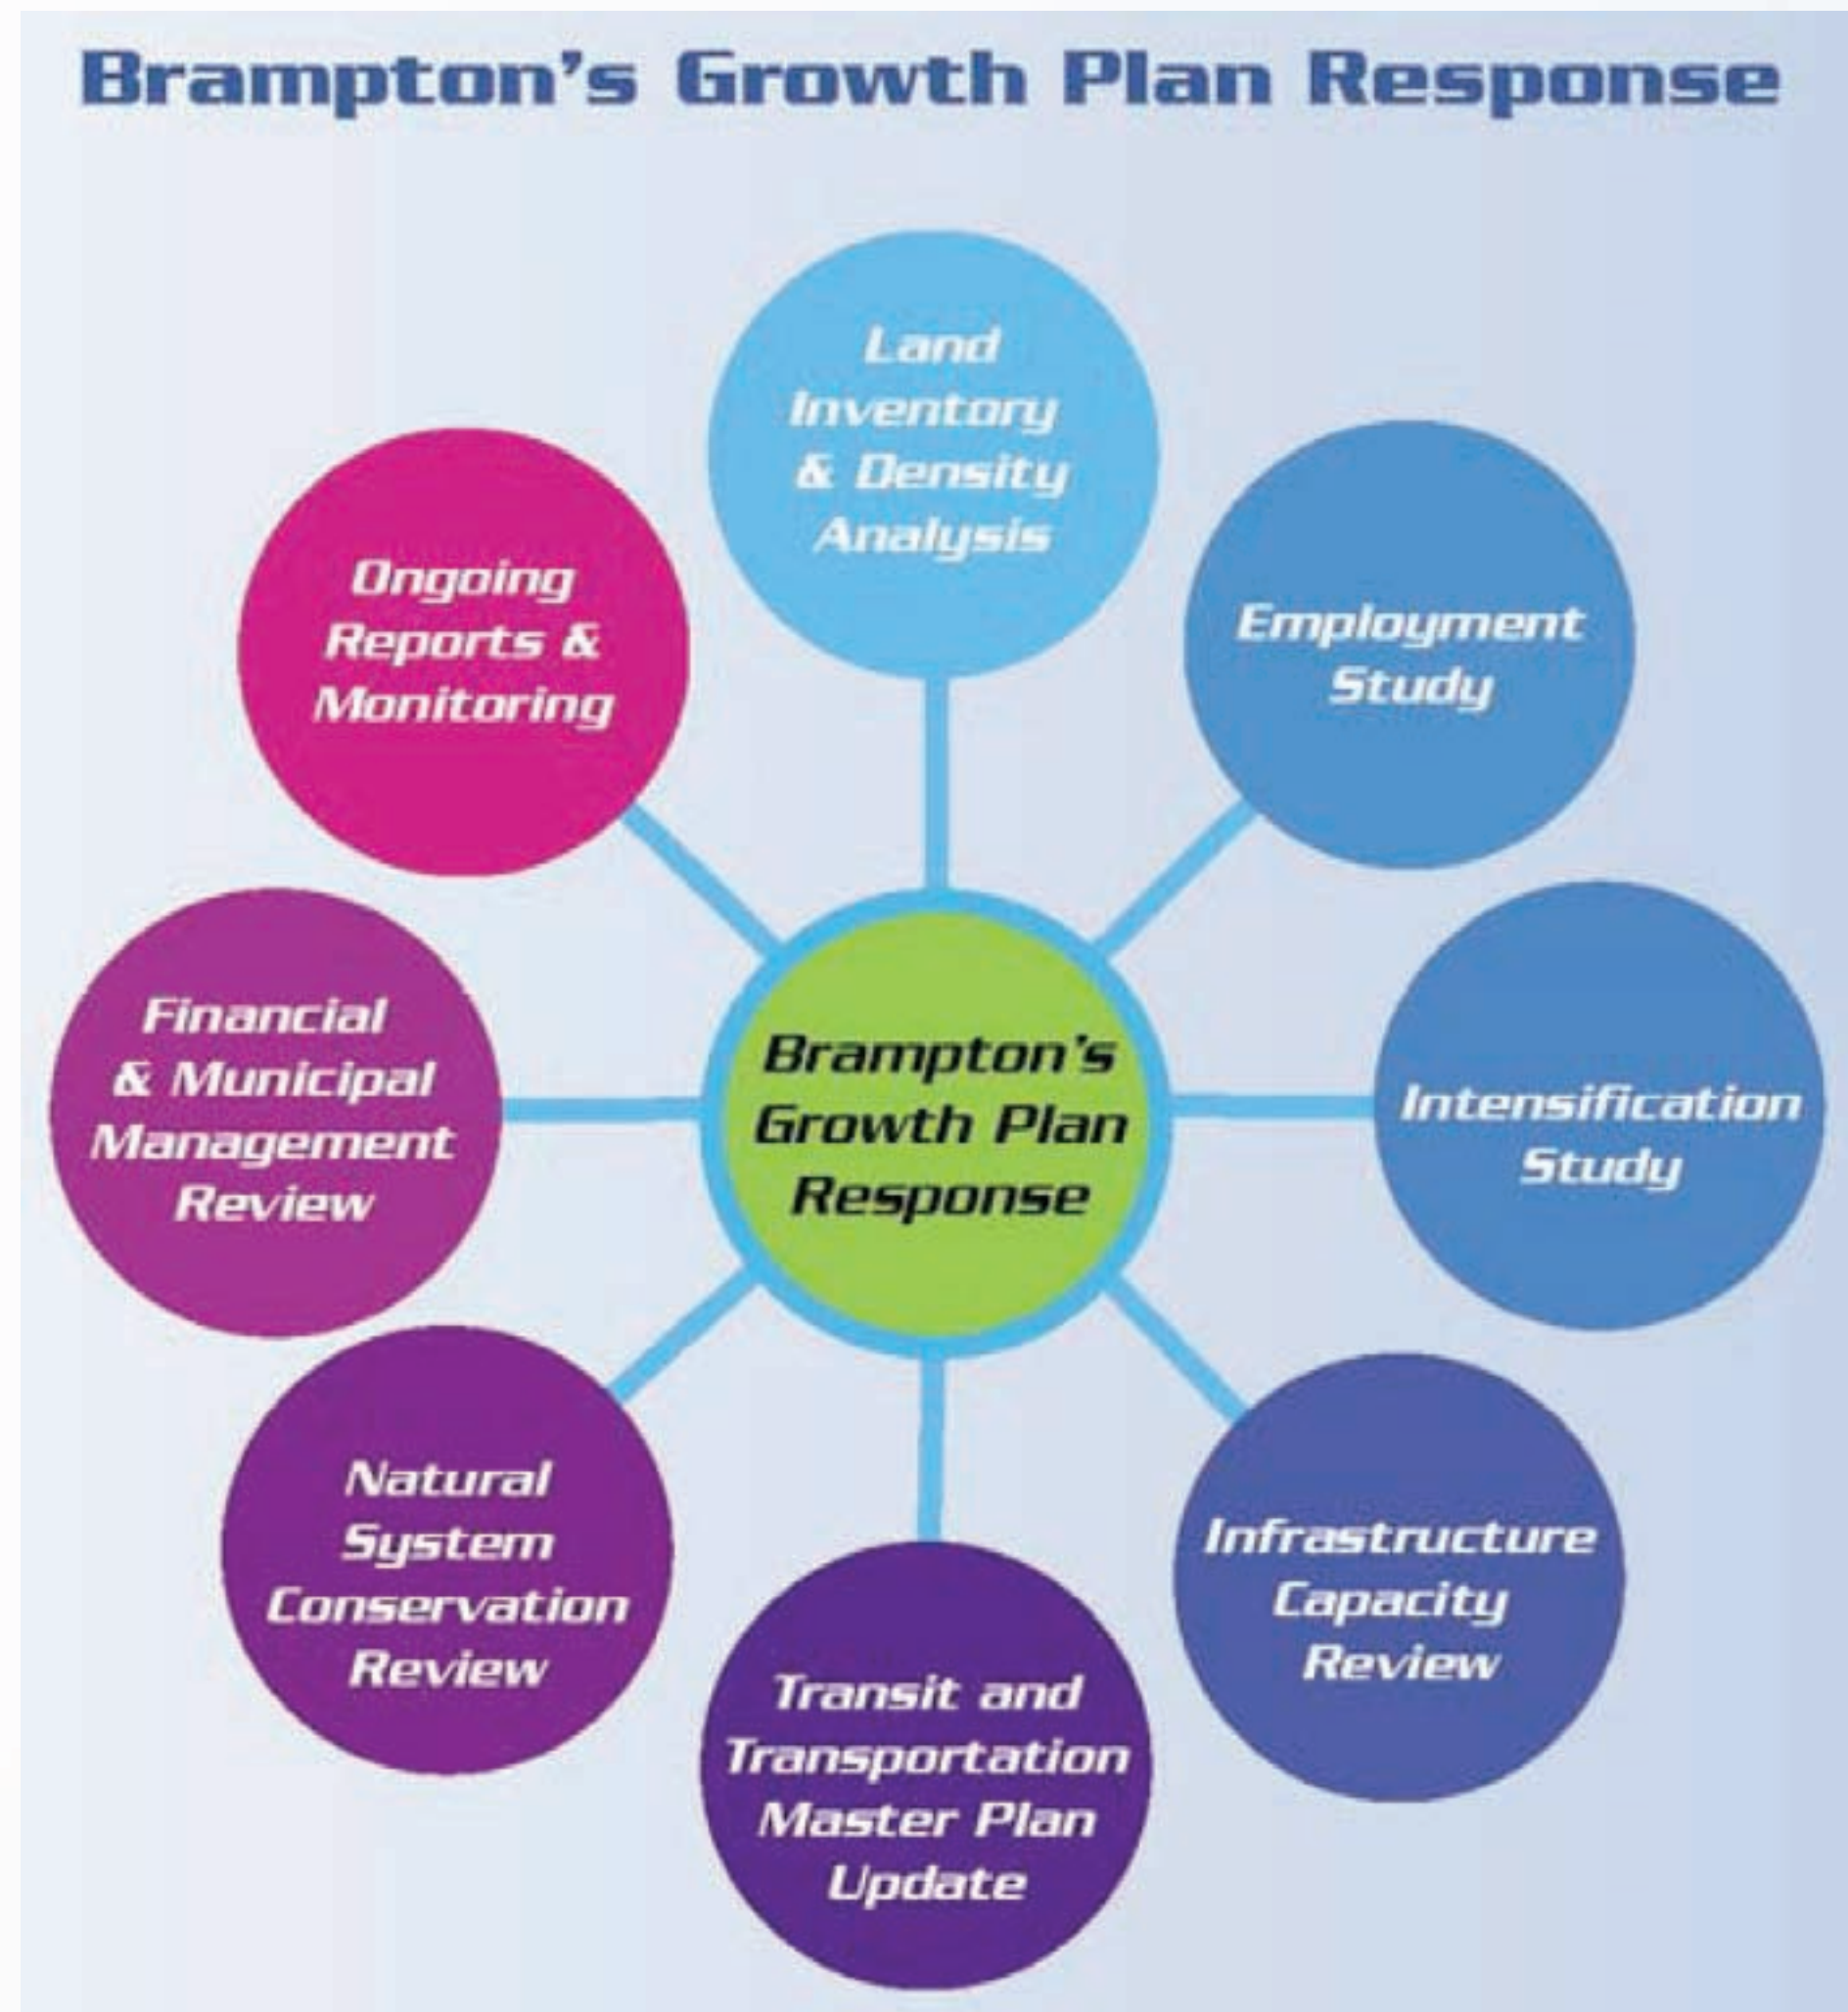 Brampton's Growth Plan Response
Land
Inventory
& Density
Analysis
Employment
Study
Intensification
Study
Infrastructure
Capacity
Review
Transit and
Transportation
Master Plan
Update
Natural
System
Conservation
Review
Financial
& Municipal
Management
Review
Ongoing
Reports &
Monitoring
Brampton's
Growth Plan
Response